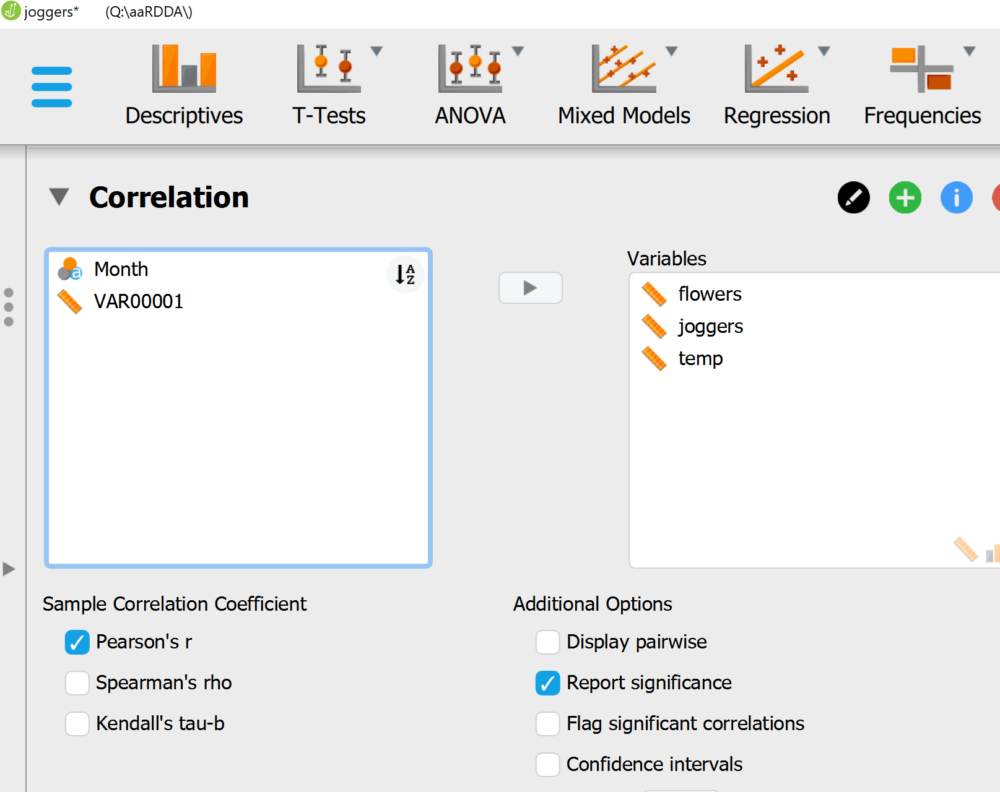 joggers* (Q:\aaRDDA\)
Descriptives T-Tests ANOVA Mixed Models Regression Frequencies
Correlation
Month
VAR00001
Variables
flowers
joggers
temp
Sample Correlation Coefficient
Pearson's r
Spearman's rho
Kendall's tau-b
Additional Options
Display pairwise
Report significance
Flag significant correlations
Confidence intervals